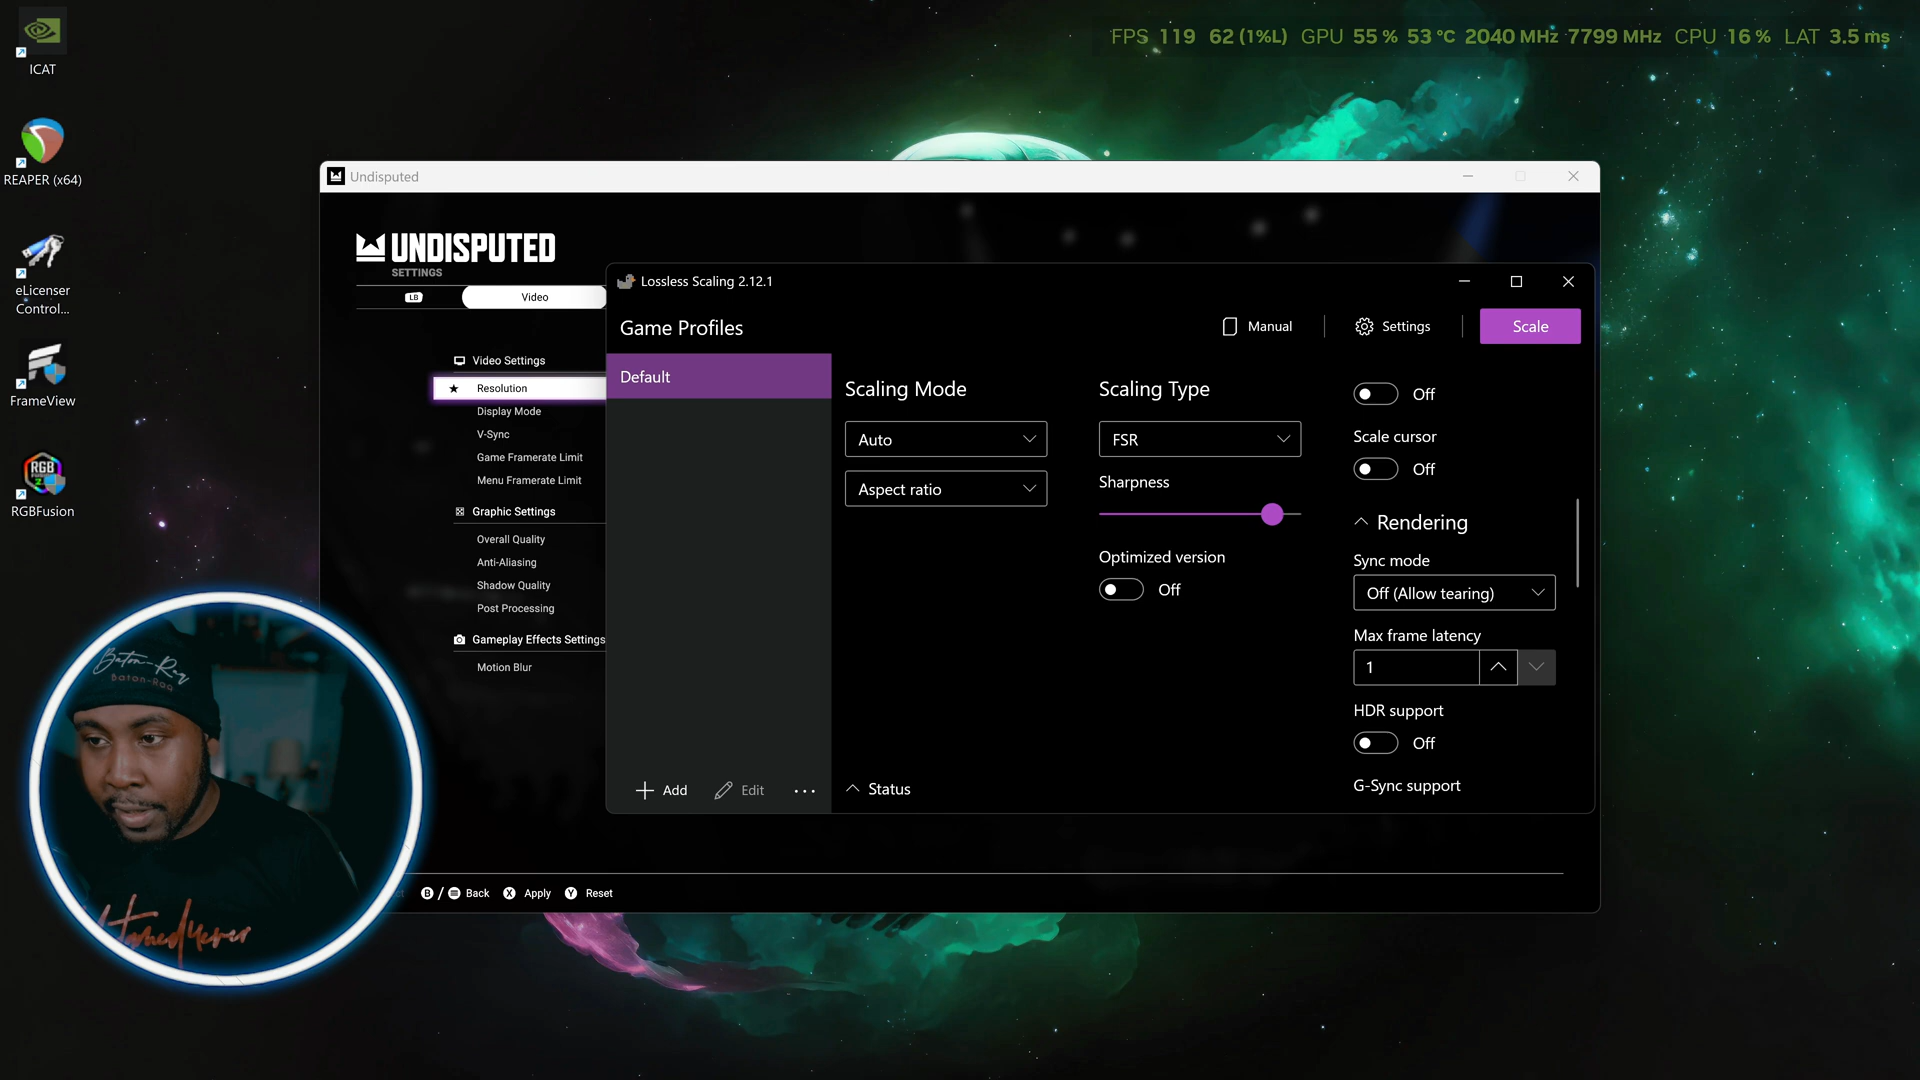 ICAT
REAPER (x64)
eLicenser
Control...
FrameView
RGB
RGBFusion
FPS 119 62 (1%L) GPU 55 % 53 °C 2040 MHz 7799 MHz CPU 16 % LAT 3.5 ms
Undisputed
UNDISPUTED
SETTINGS
LB
Video
Video Settings
Resolution
Display Mode
V-Sync
Game Framerate Limit
Menu Framerate Limit
Graphic Settings
Overall Quality
Anti-Aliasing
Shadow Quality
Post Processing
Gameplay Effects Settings
Motion Blur
B / Back X Apply Y Reset
Lossless Scaling 2.12.1
Game Profiles
Manual
Settings
Scale
Default
Add
Edit
...
Scaling Mode
Auto
Aspect ratio
Status
Scaling Type
FSR
Sharpness
Optimized version
Off
Off
Scale cursor
Off
Rendering
Sync mode
Off (Allow tearing)
Max frame latency
1
HDR support
Off
G-Sync support
Baton-Raq
Baton-Raq